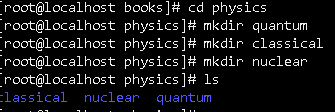 [root@localhost books]# cd physics
[root@localhost physics]# mkdir quantum
[root@localhost physics]# mkdir classical
[root@localhost physics]# mkdir nuclear
[root@localhost physics]# ls
classical  nuclear  quantum